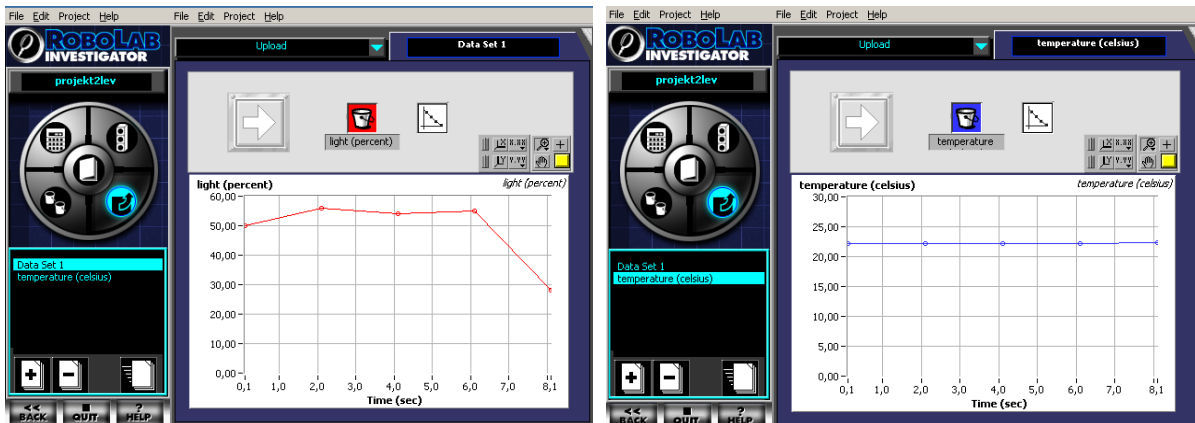 File Edit Project Help
File Edit Project Help
ROBOLAB
INVESTIGATOR
Upload
Data Set 1
projekt2lev
light (percent)
X X.XX
Y Y.YY
light (percent)
light (percent)
60,00
50,00
40,00
30,00
20,00
10,00
0,00
0,1 1,0 2,0 3,0 4,0 5,0 6,0 7,0 8,1
Time (sec)
Data Set 1
temperature (celsius)
<< BACK
QUIT
? HELP
File Edit Project Help
File Edit Project Help
ROBOLAB
INVESTIGATOR
Upload
temperature (celsius)
projekt2lev
temperature
X X.XX
Y Y.YY
temperature (celsius)
temperature (celsius)
30,00
25,00
20,00
15,00
10,00
5,00
0,00
0,1 1,0 2,0 3,0 4,0 5,0 6,0 7,0 8,1
Time (sec)
Data Set 1
temperature (celsius)
<< BACK
QUIT
? HELP